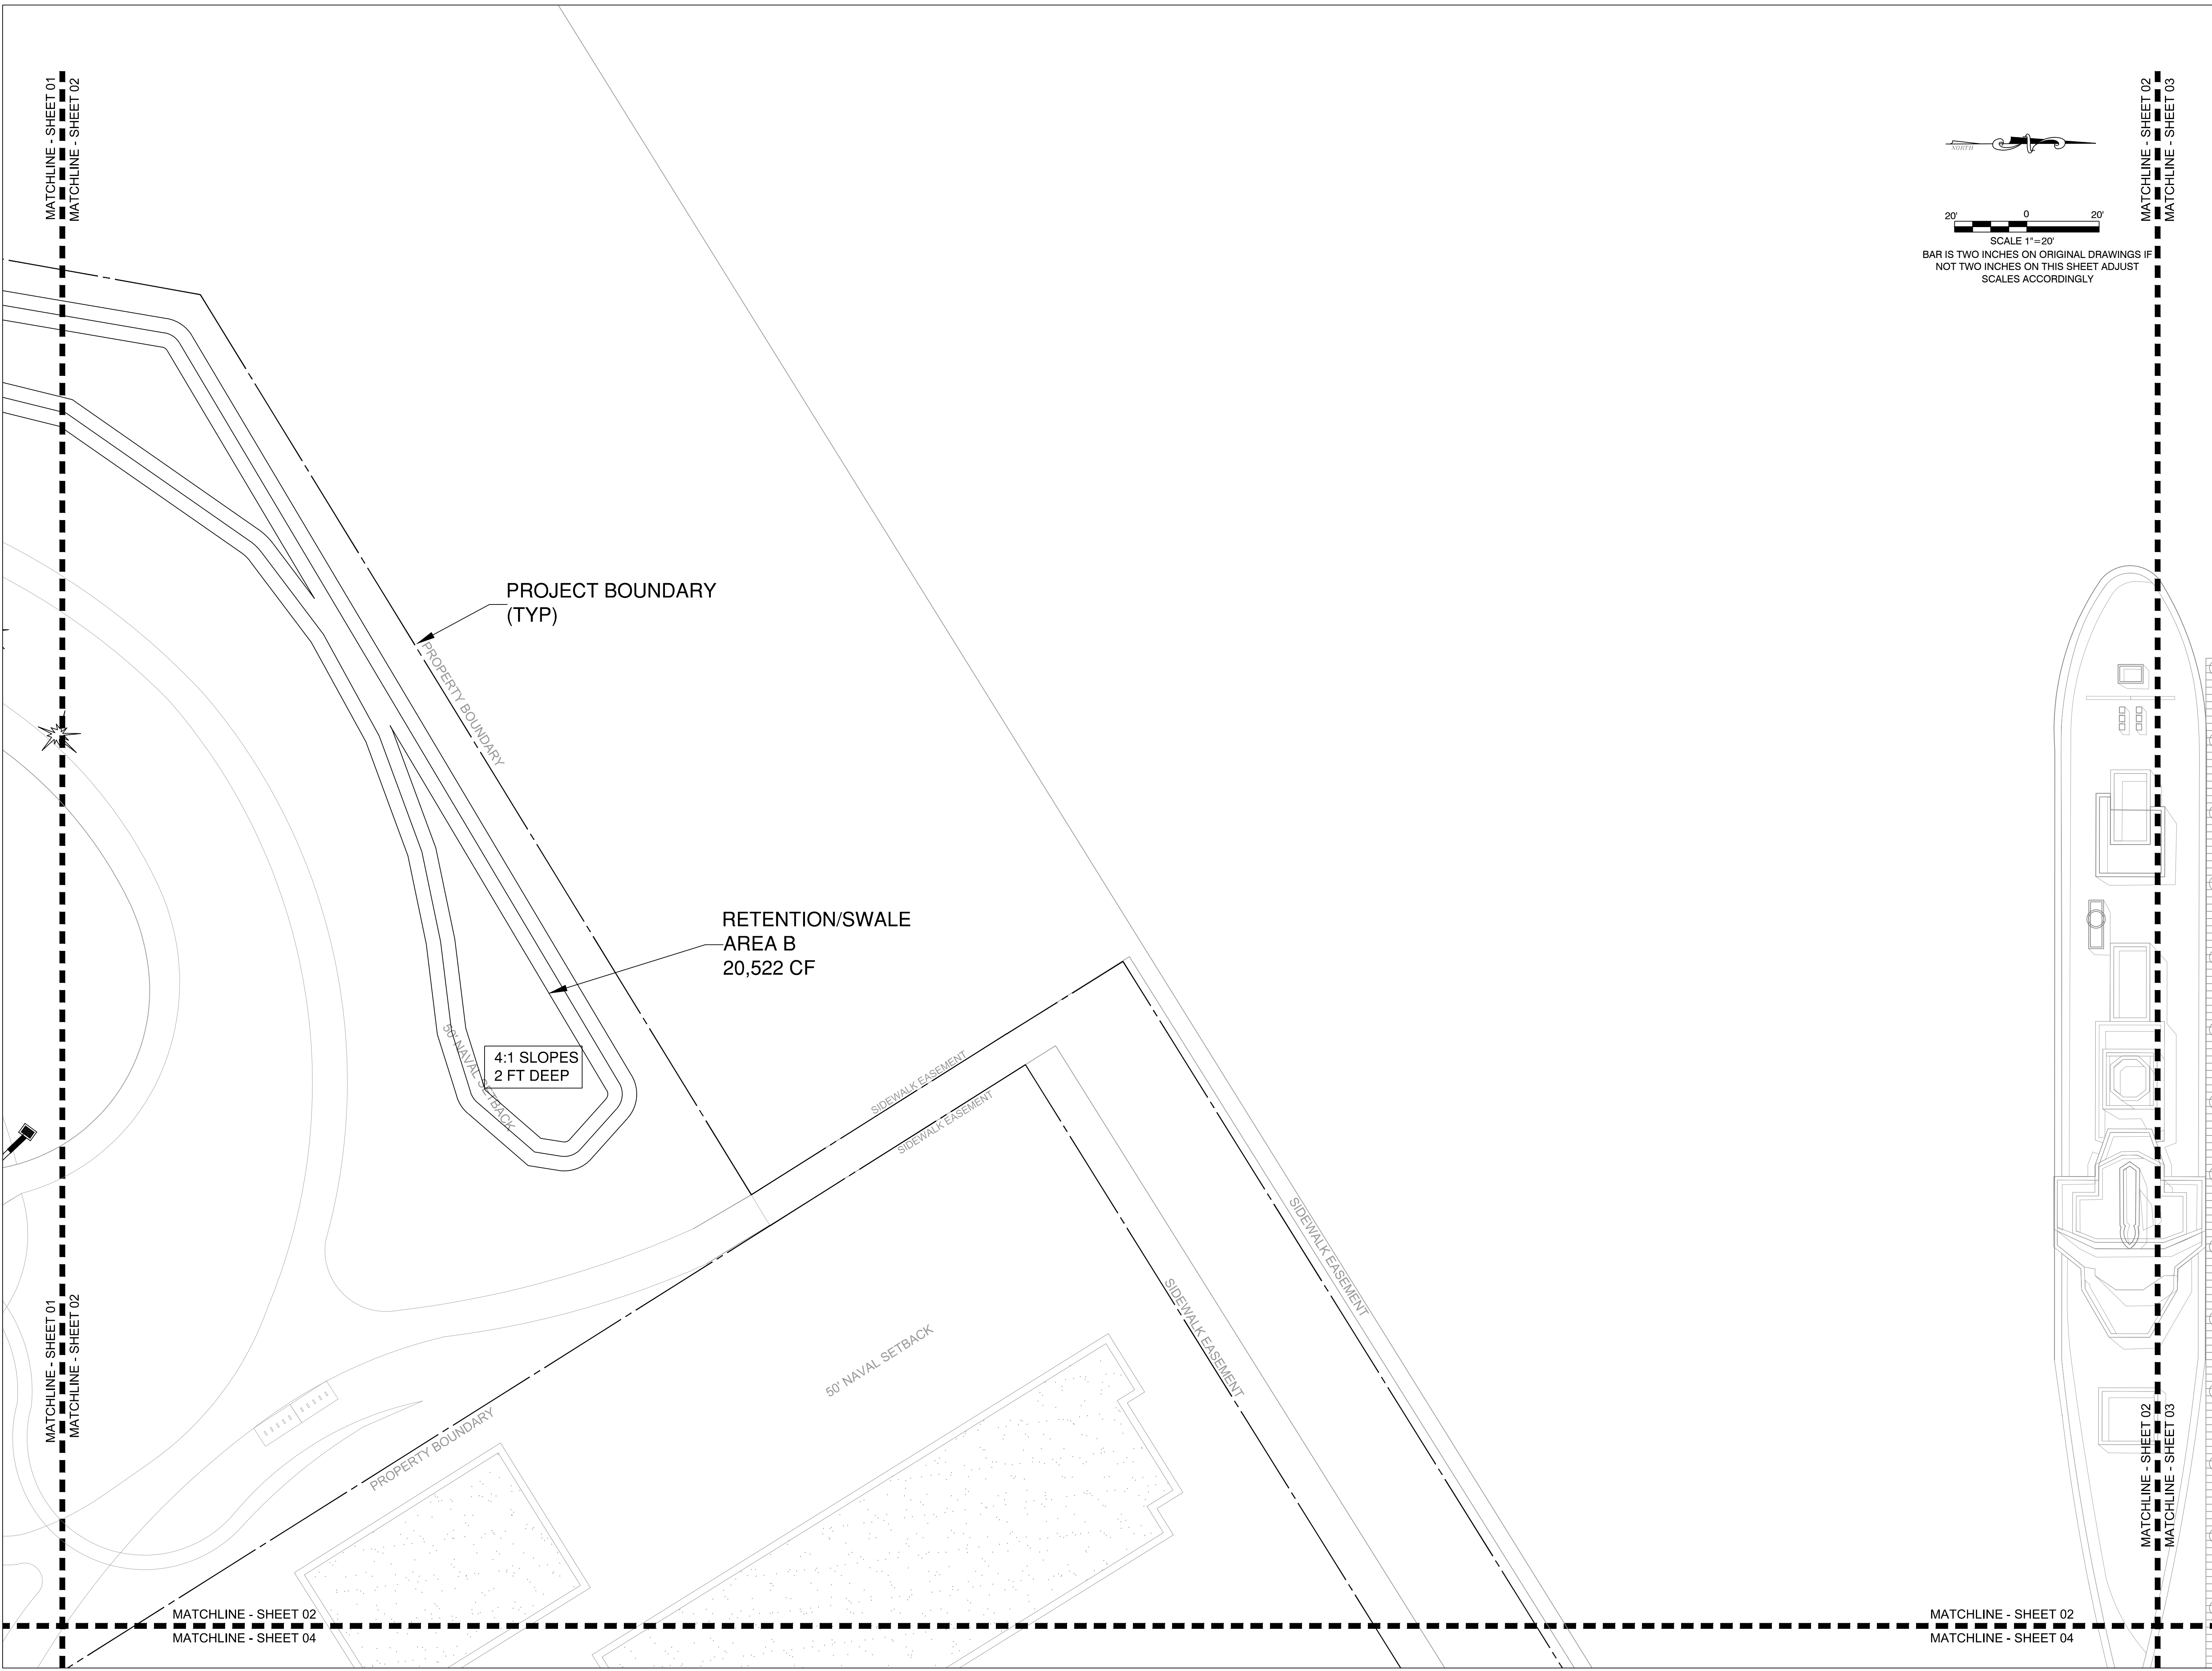 MATCHLINE - SHEET 01
MATCHLINE - SHEET 02
MATCHLINE - SHEET 02
MATCHLINE - SHEET 03
NORTH
20' 0 20'
SCALE 1"=20'
BAR IS TWO INCHES ON ORIGINAL DRAWINGS IF
NOT TWO INCHES ON THIS SHEET ADJUST
SCALES ACCORDINGLY
PROJECT BOUNDARY
(TYP)
PROPERTY BOUNDARY
RETENTION/SWALE
AREA B
20,522 CF
50' NAVAL SETBACK
4:1 SLOPES
2 FT DEEP
SIDEWALK EASEMENT
SIDEWALK EASEMENT
SIDEWALK EASEMENT
SIDEWALK EASEMENT
50' NAVAL SETBACK
PROPERTY BOUNDARY
MATCHLINE - SHEET 01
MATCHLINE - SHEET 02
MATCHLINE - SHEET 02
MATCHLINE - SHEET 03
MATCHLINE - SHEET 02
MATCHLINE - SHEET 04
MATCHLINE - SHEET 02
MATCHLINE - SHEET 04